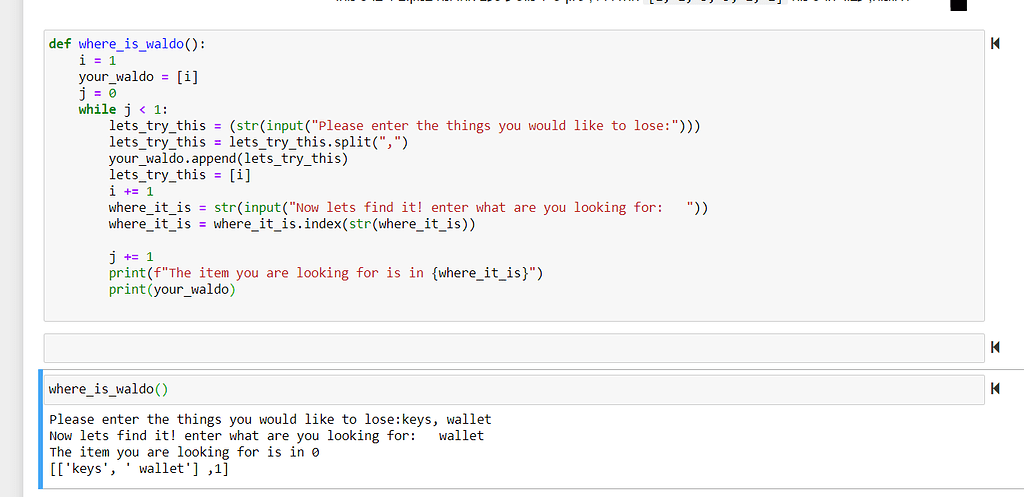 def where_is_waldo():
    i = 1
    your_waldo = [i]
    j = 0
    while j < 1:
        lets_try_this = (str(input("Please enter the things you would like to lose:")))
        lets_try_this = lets_try_this.split(",")
        your_waldo.append(lets_try_this)
        lets_try_this = [i]
        i += 1
        where_it_is = str(input("Now lets find it! enter what are you looking for:   "))
        where_it_is = where_it_is.index(str(where_it_is))
        j += 1
        print(f"The item you are looking for is in {where_it_is}")
        print(your_waldo)
where_is_waldo()
Please enter the things you would like to lose:keys, wallet
Now lets find it! enter what are you looking for:   wallet
The item you are looking for is in 0
[['keys', ' wallet'] ,1]